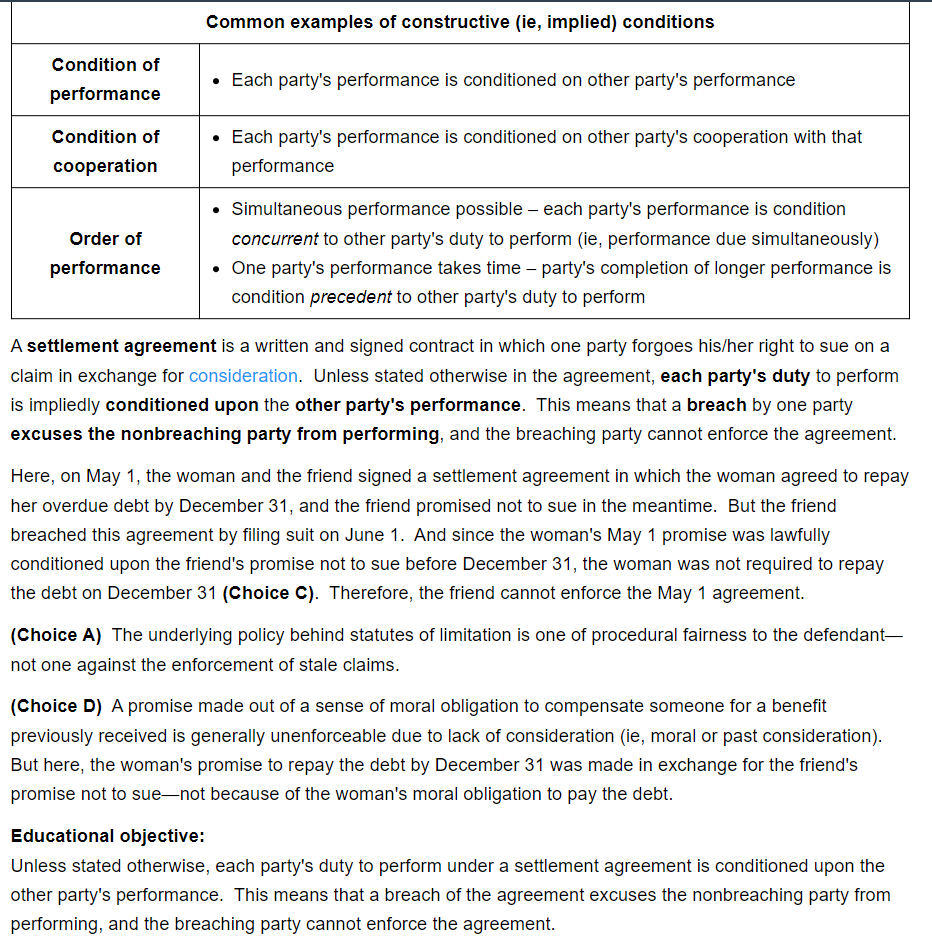 Common examples of constructive (ie, implied) conditions
Condition of
performance
• Each party's performance is conditioned on other party's performance
Condition of
cooperation
• Each party's performance is conditioned on other party's cooperation with that
performance
Order of
performance
• Simultaneous performance possible – each party's performance is condition
concurrent to other party's duty to perform (ie, performance due simultaneously)
• One party's performance takes time – party's completion of longer performance is
condition precedent to other party's duty to perform
A settlement agreement is a written and signed contract in which one party forgoes his/her right to sue on a
claim in exchange for consideration.  Unless stated otherwise in the agreement, each party's duty to perform
is impliedly conditioned upon the other party's performance.  This means that a breach by one party
excuses the nonbreaching party from performing, and the breaching party cannot enforce the agreement.
Here, on May 1, the woman and the friend signed a settlement agreement in which the woman agreed to repay
her overdue debt by December 31, and the friend promised not to sue in the meantime.  But the friend
breached this agreement by filing suit on June 1.  And since the woman's May 1 promise was lawfully
conditioned upon the friend's promise not to sue before December 31, the woman was not required to repay
the debt on December 31 (Choice C).  Therefore, the friend cannot enforce the May 1 agreement.
(Choice A)  The underlying policy behind statutes of limitation is one of procedural fairness to the defendant—
not one against the enforcement of stale claims.
(Choice D)  A promise made out of a sense of moral obligation to compensate someone for a benefit
previously received is generally unenforceable due to lack of consideration (ie, moral or past consideration).
But here, the woman's promise to repay the debt by December 31 was made in exchange for the friend's
promise not to sue—not because of the woman's moral obligation to pay the debt.
Educational objective:
Unless stated otherwise, each party's duty to perform under a settlement agreement is conditioned upon the
other party's performance.  This means that a breach of the agreement excuses the nonbreaching party from
performing, and the breaching party cannot enforce the agreement.